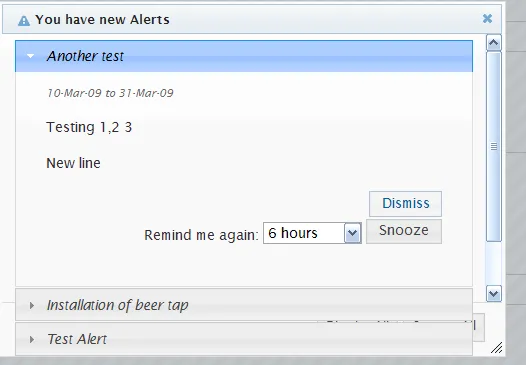 You have new Alerts
Another test
10-Mar-09 to 31-Mar-09
Testing 1,2 3
New line
Dismiss
Remind me again: 6 hours Snooze
Installation of beer tap
Test Alert